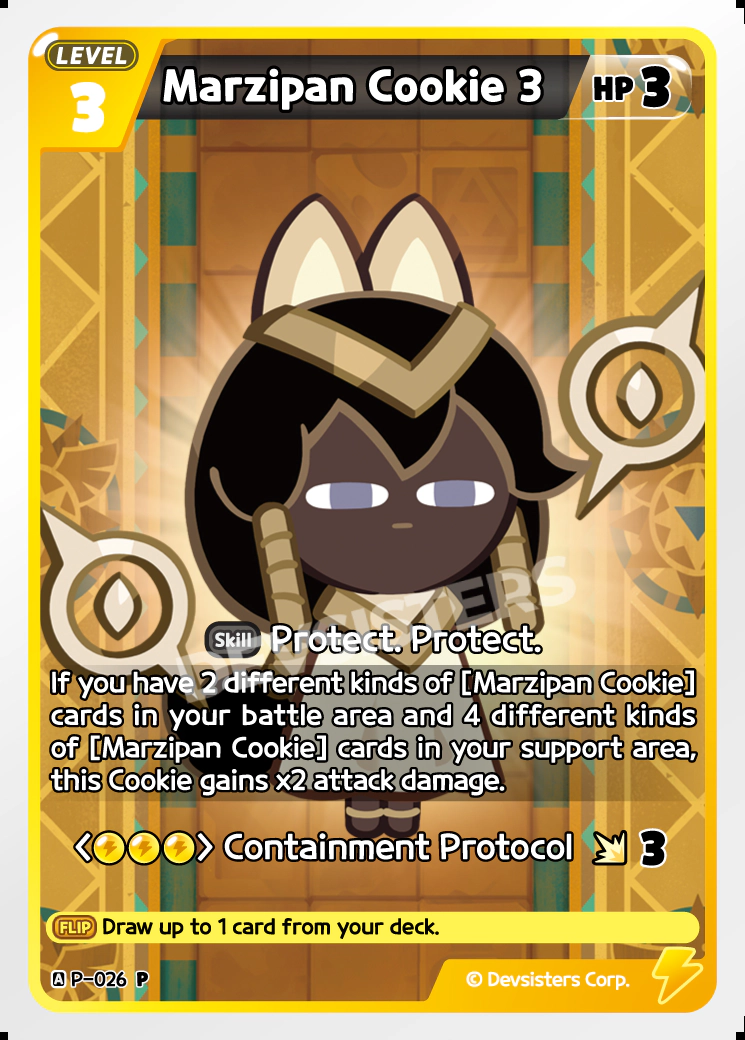 LEVEL
3
Marzipan Cookie 3
HP 3
DEVSISTERS
Skill Protect. Protect.
If you have 2 different kinds of [Marzipan Cookie]
cards in your battle area and 4 different kinds
of [Marzipan Cookie] cards in your support area,
this Cookie gains x2 attack damage.
<> Containment Protocol 3
FLIP Draw up to 1 card from your deck.
A P-026 P
© Devsisters Corp.